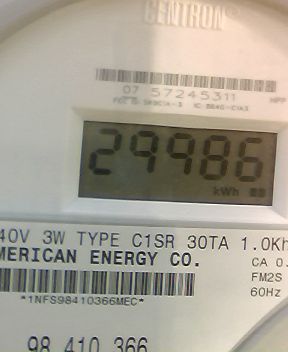 CENTRON®
07 57245311
HPF
29986
kWh
40V 3W TYPE C1SR 30TA 1.0Kh
MERICAN ENERGY CO.
CA 0.
FM2S
60Hz
*1NFS98410366MEC*
98 410 366